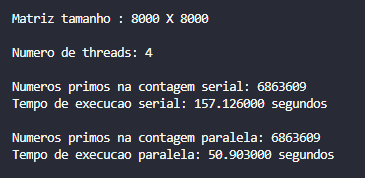 Matriz tamanho : 8000 X 8000
Numero de threads: 4
Numeros primos na contagem serial: 6863609
Tempo de execucao serial: 157.126000 segundos
Numeros primos na contagem paralela: 6863609
Tempo de execucao paralela: 50.903000 segundos